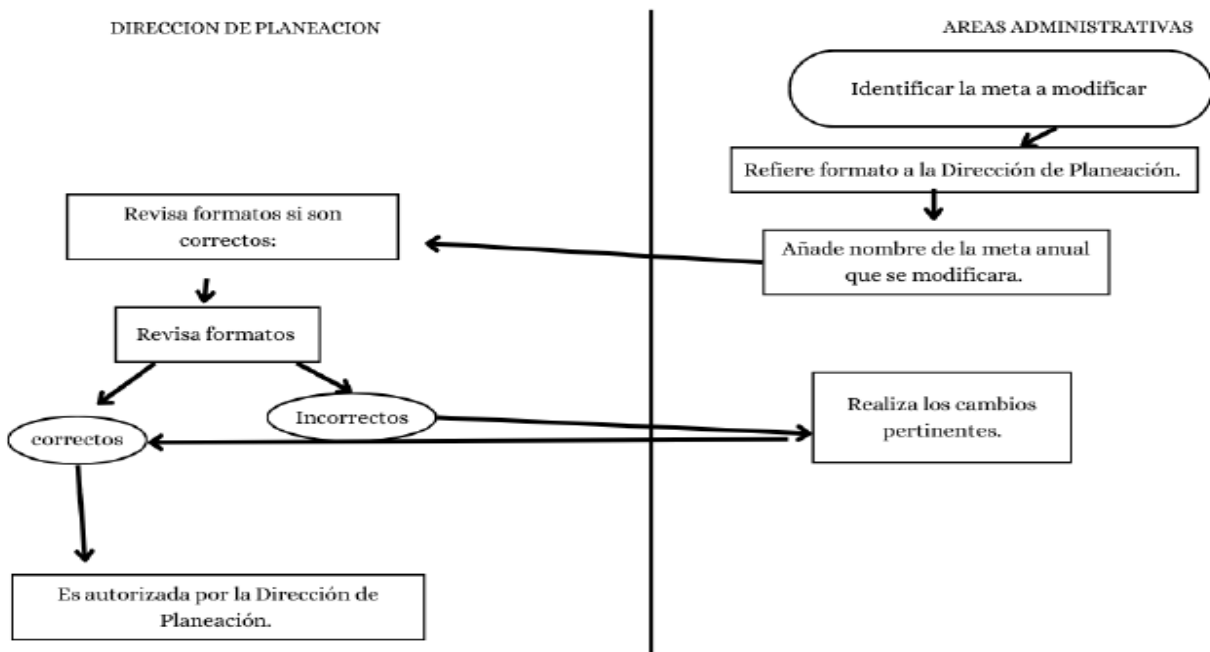 DIRECCION DE PLANEACION
AREAS ADMINISTRATIVAS
Identificar la meta a modificar
Refiere formato a la Dirección de Planeación.
Revisa formatos si son
correctos:
Añade nombre de la meta anual
que se modificara.
Revisa formatos
Incorrectos
correctos
Realiza los cambios
pertinentes.
Es autorizada por la Dirección de
Planeación.